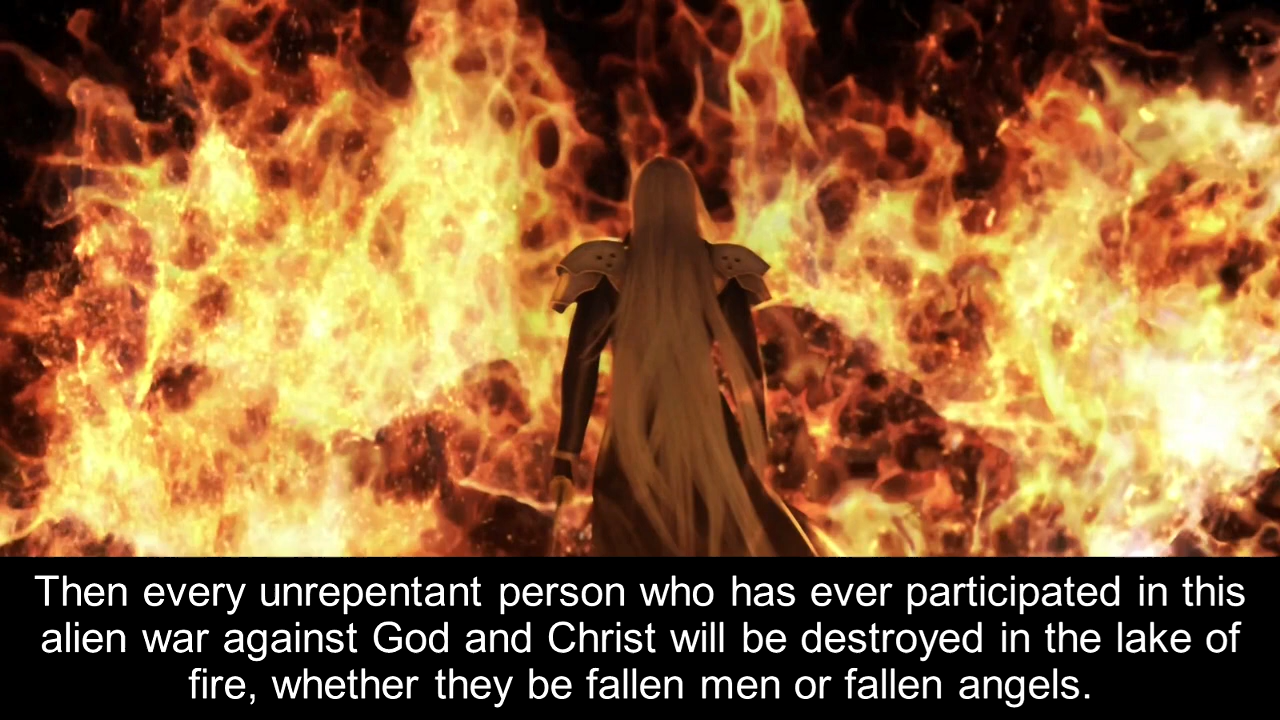 Then every unrepentant person who has ever participated in this
alien war against God and Christ will be destroyed in the lake of
fire, whether they be fallen men or fallen angels.